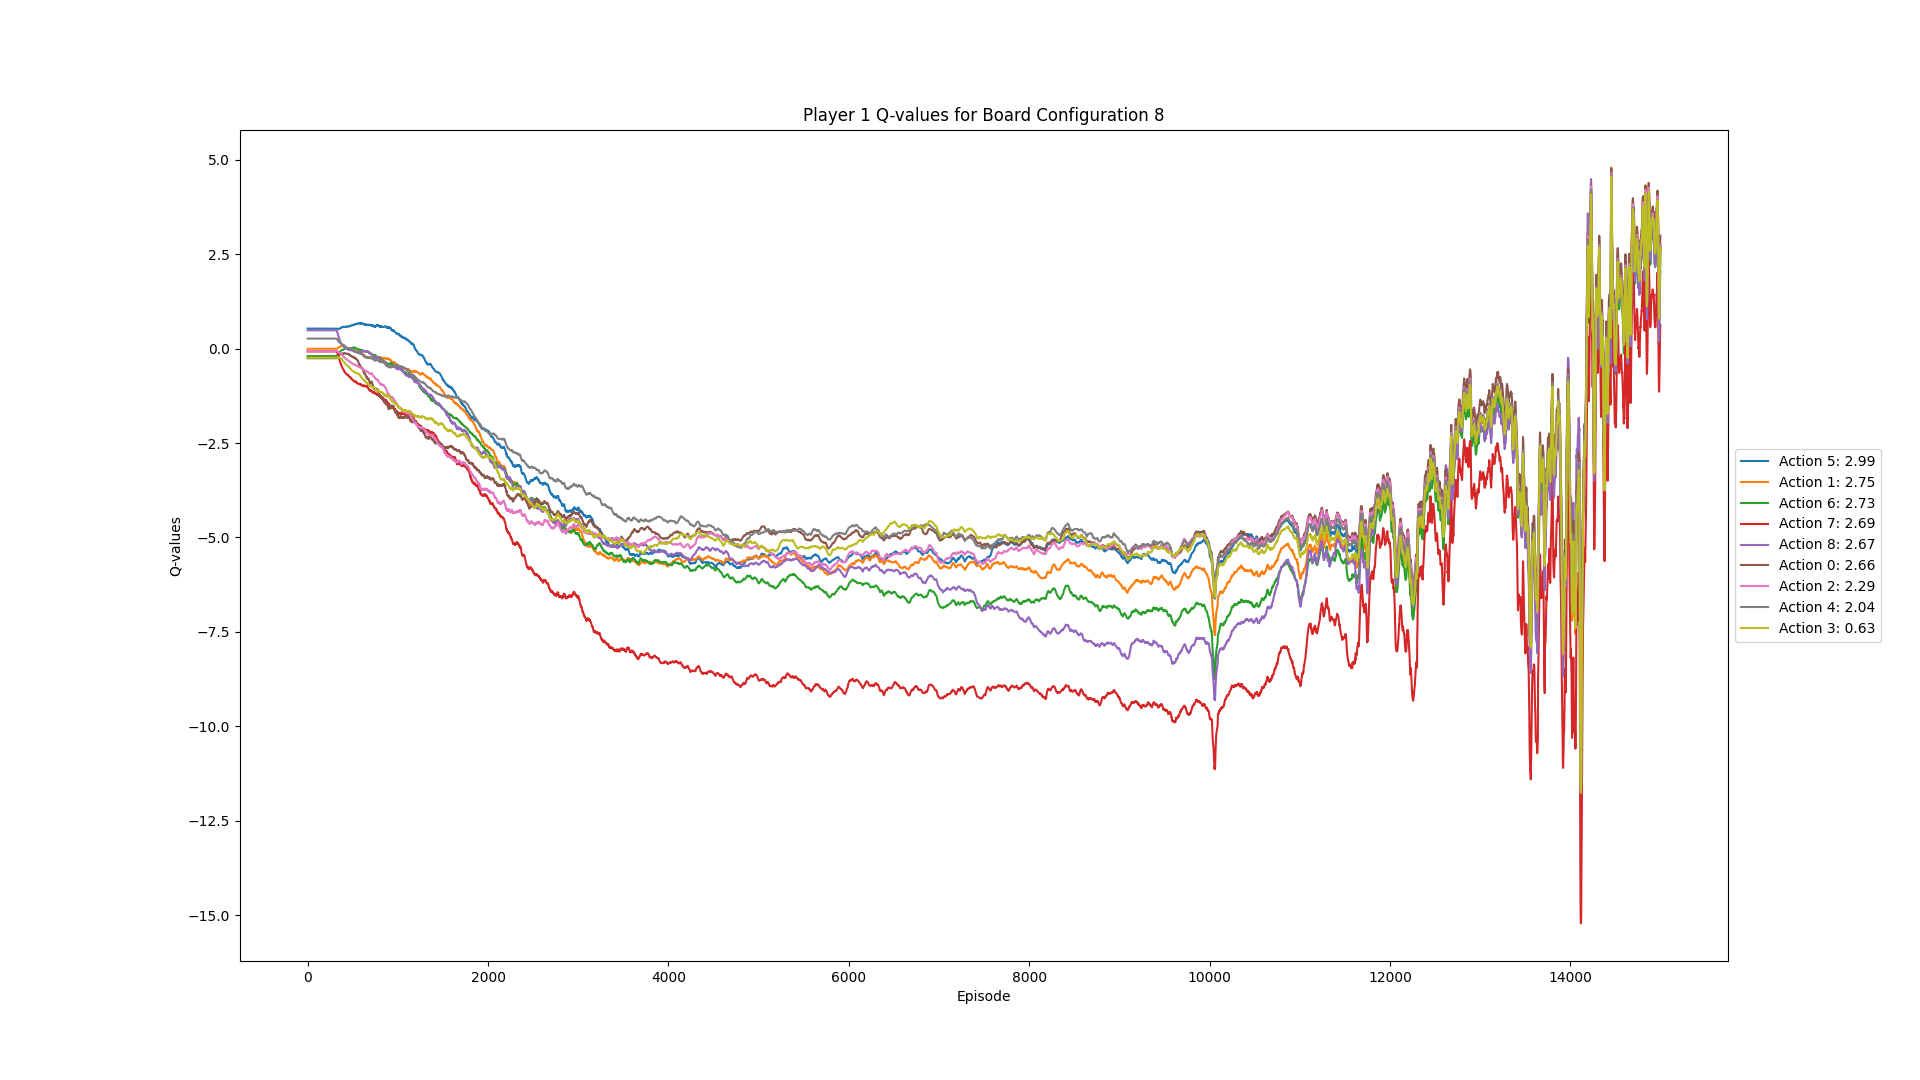 Player 1 Q-values for Board Configuration 8
5.0
2.5
0.0
−2.5
−5.0
−7.5
−10.0
−12.5
−15.0
Q-values
0 2000 4000 6000 8000 10000 12000 14000
Episode
Action 5: 2.99
Action 1: 2.75
Action 6: 2.73
Action 7: 2.69
Action 8: 2.67
Action 0: 2.66
Action 2: 2.29
Action 4: 2.04
Action 3: 0.63